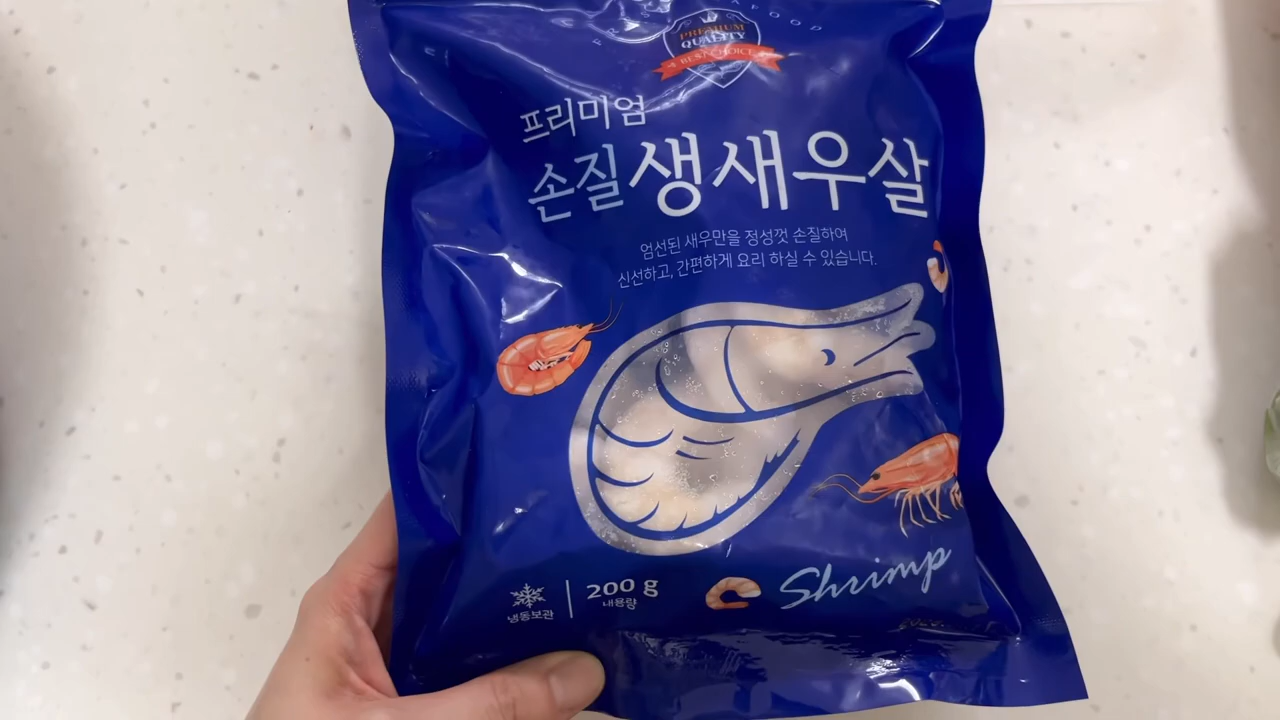 PREMIUM
QUALITY
BEST CHOICE
프리미엄
손질생새우살
엄선된 새우만을 정성껏 손질하여
신선하고, 간편하게 요리 하실 수 있습니다.
Shrimp
200 g
내용량
냉동보관